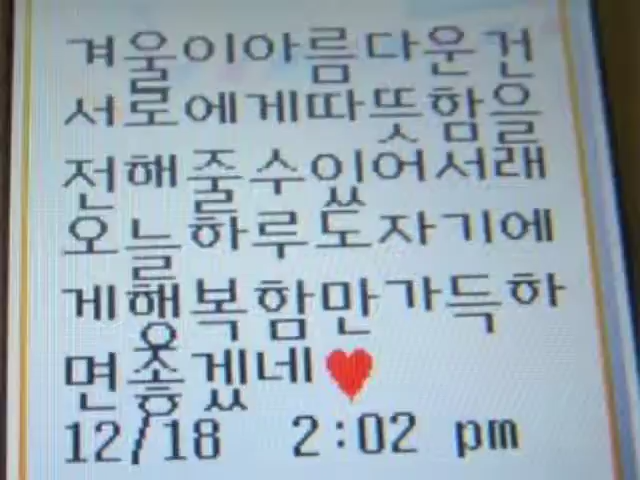 겨울이아름다운건
서로에게따뜻함을
전해줄수있어서래
오늘하루도자기에
게행복함만가득하
면좋겠네♥
12/18 2:02 pm